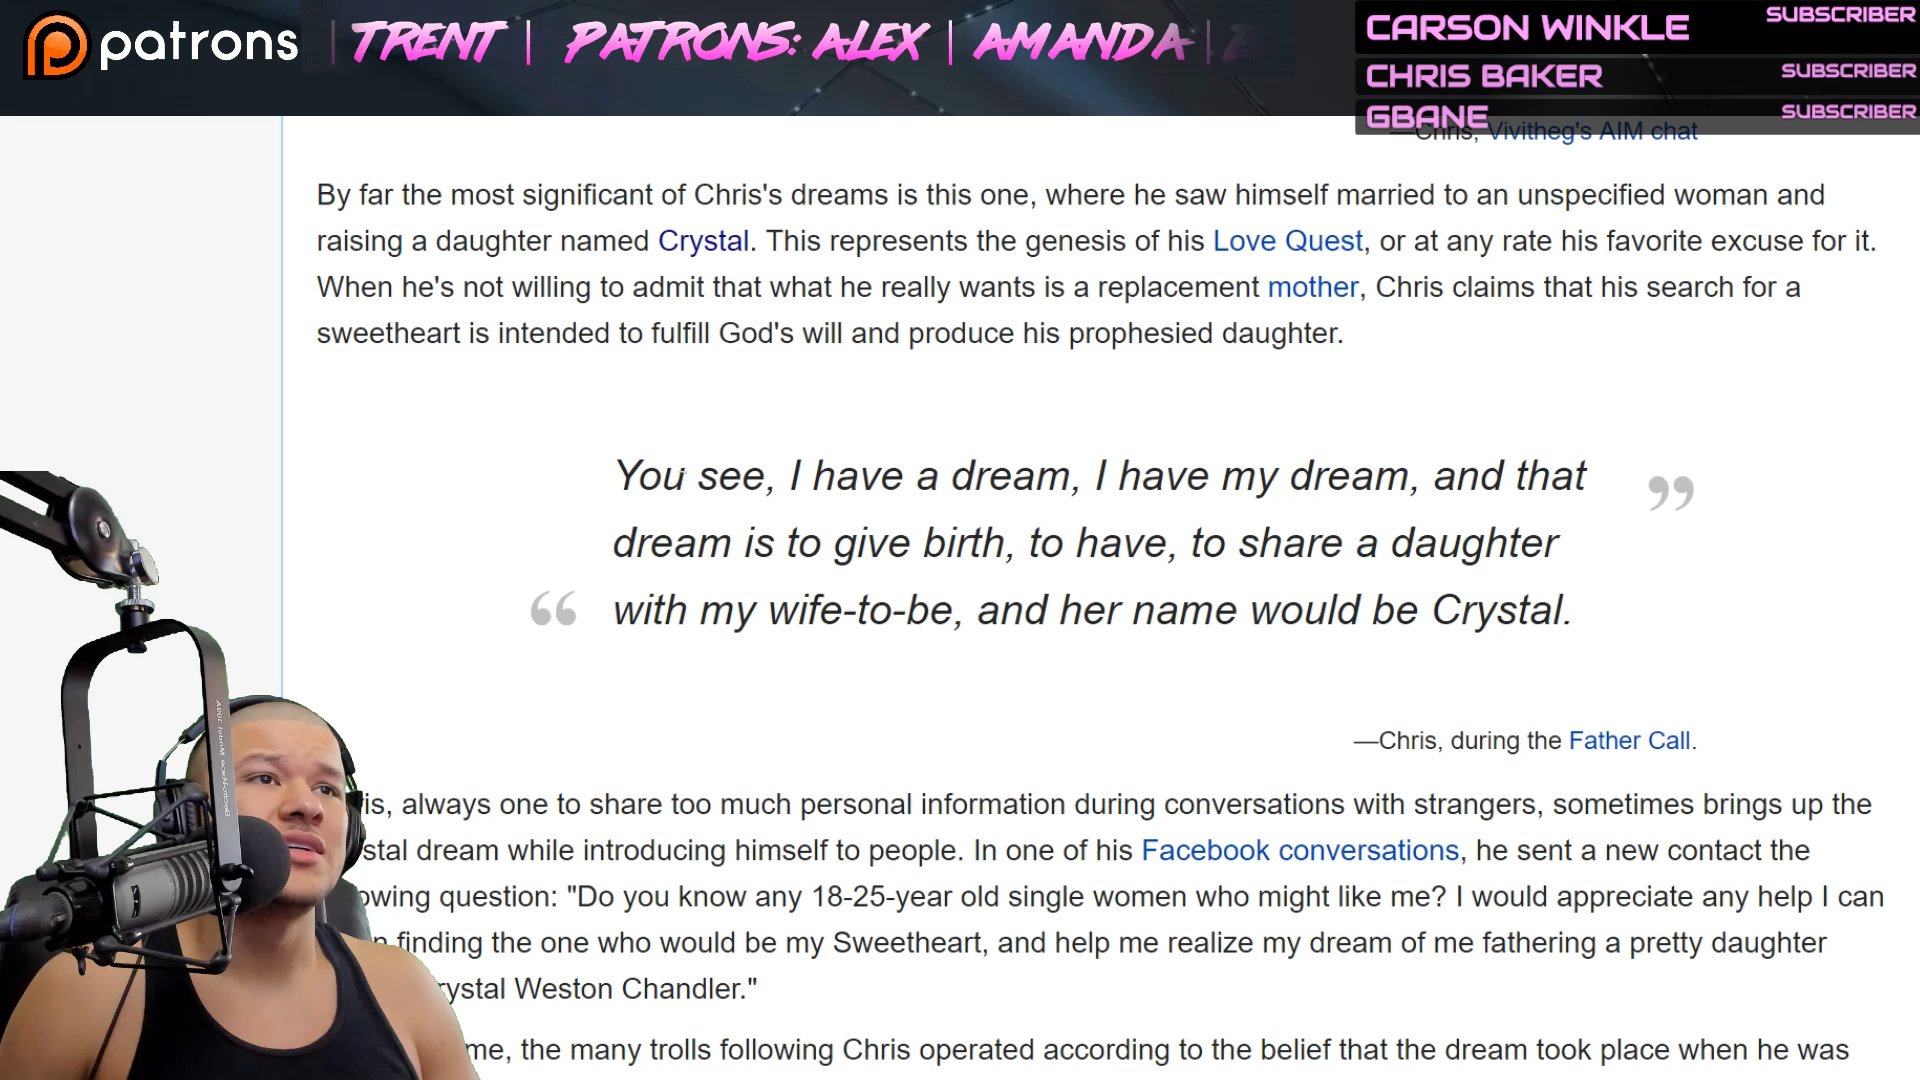 patrons | TRENT | PATRONS: ALEX | AMANDA |
CARSON WINKLE SUBSCRIBER
CHRIS BAKER SUBSCRIBER
GBANE SUBSCRIBER
—Chris, Vivitheg's AIM chat
By far the most significant of Chris's dreams is this one, where he saw himself married to an unspecified woman and
raising a daughter named Crystal. This represents the genesis of his Love Quest, or at any rate his favorite excuse for it.
When he's not willing to admit that what he really wants is a replacement mother, Chris claims that his search for a
sweetheart is intended to fulfill God's will and produce his prophesied daughter.
You see, I have a dream, I have my dream, and that ”
dream is to give birth, to have, to share a daughter
“ with my wife-to-be, and her name would be Crystal.
—Chris, during the Father Call.
is, always one to share too much personal information during conversations with strangers, sometimes brings up the
stal dream while introducing himself to people. In one of his Facebook conversations, he sent a new contact the
owing question: "Do you know any 18-25-year old single women who might like me? I would appreciate any help I can
n finding the one who would be my Sweetheart, and help me realize my dream of me fathering a pretty daughter
rystal Weston Chandler."
me, the many trolls following Chris operated according to the belief that the dream took place when he was